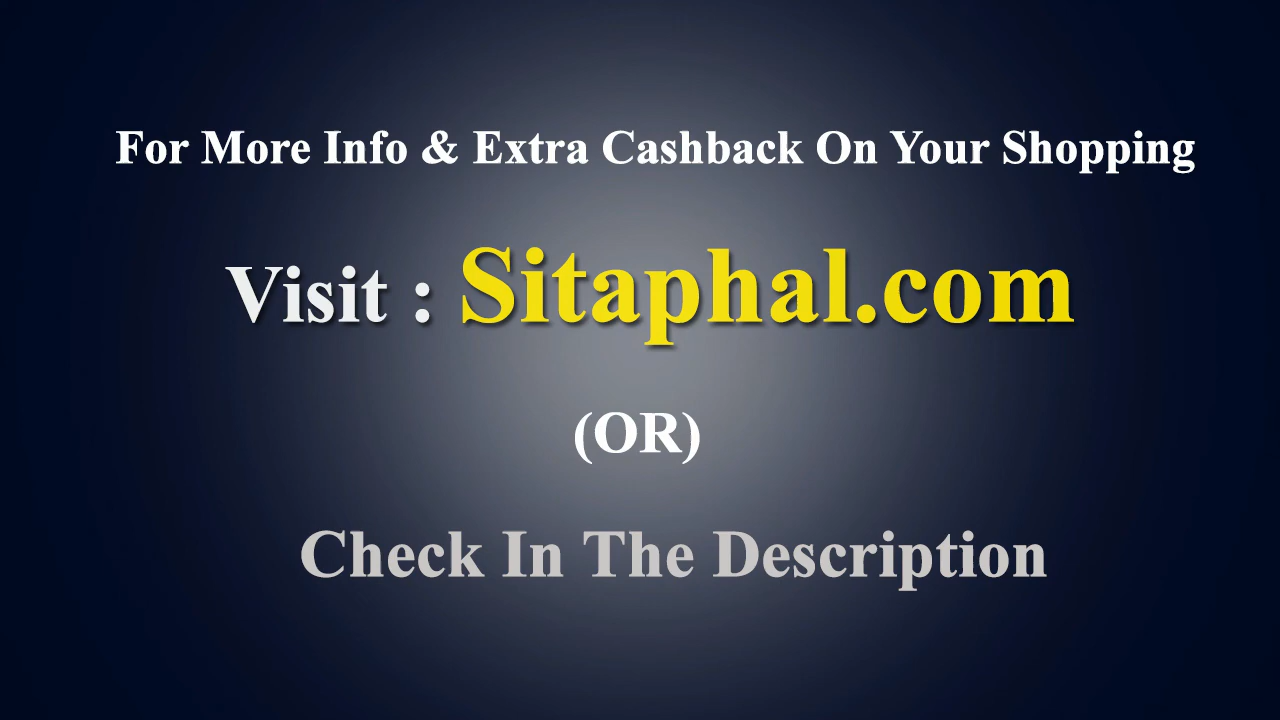 For More Info & Extra Cashback On Your Shopping
Visit : Sitaphal.com
(OR)
Check In The Description